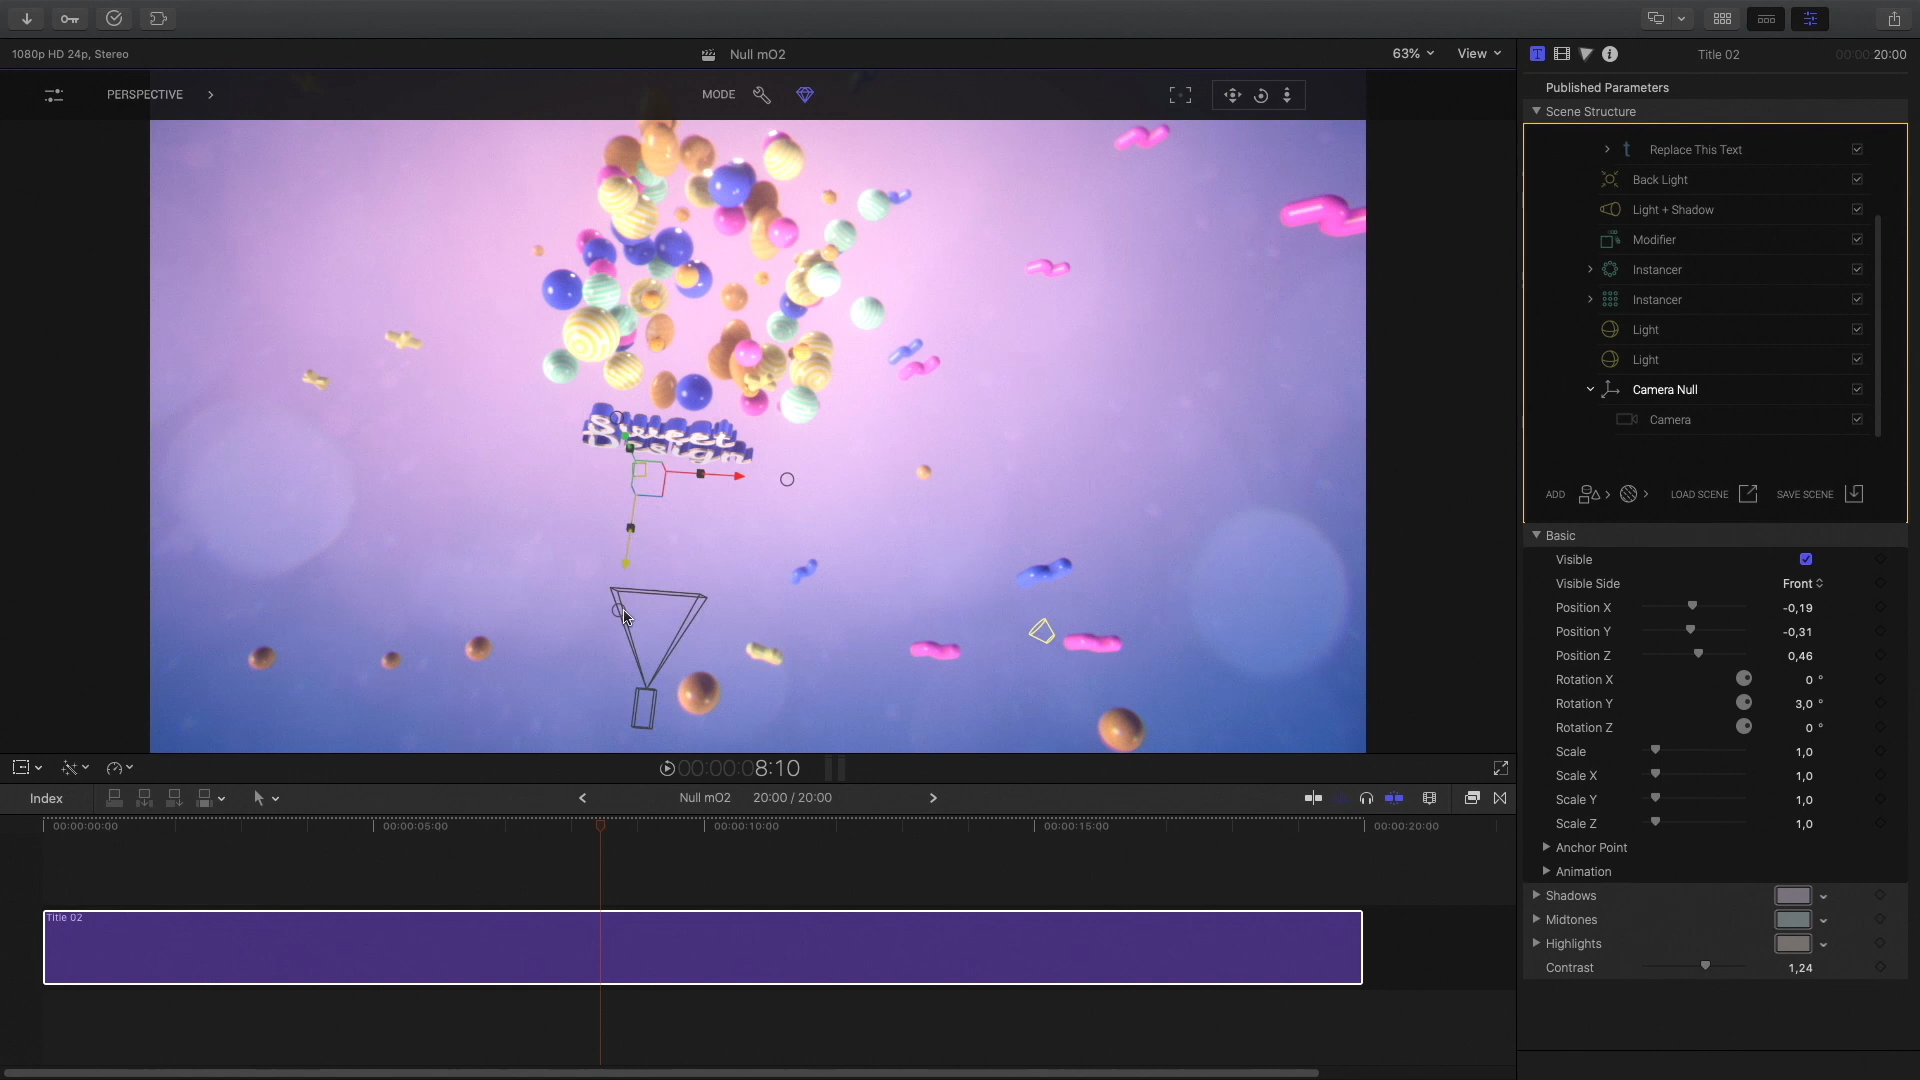 1080p HD 24p, Stereo
Null mO2
63%
View
Title 02
00:00:00:20:00
PERSPECTIVE
MODE
Published Parameters
Scene Structure
Replace This Text
Back Light
Light + Shadow
Modifier
Instancer
Instancer
Light
Light
Camera Null
Camera
Sweet
Design
ADD
LOAD SCENE
SAVE SCENE
Basic
Visible
Visible Side
Front
Position X
-0,19
Position Y
-0,31
Position Z
0,46
Rotation X
0 °
Rotation Y
3,0 °
Rotation Z
0 °
Scale
1,0
Scale X
1,0
Scale Y
1,0
Scale Z
1,0
Anchor Point
Animation
Shadows
Midtones
Highlights
Contrast
1,24
00:00:08:10
Index
Null mO2
20:00 / 20:00
00:00:00:00
00:00:05:00
00:00:10:00
00:00:15:00
00:00:20:00
Title 02